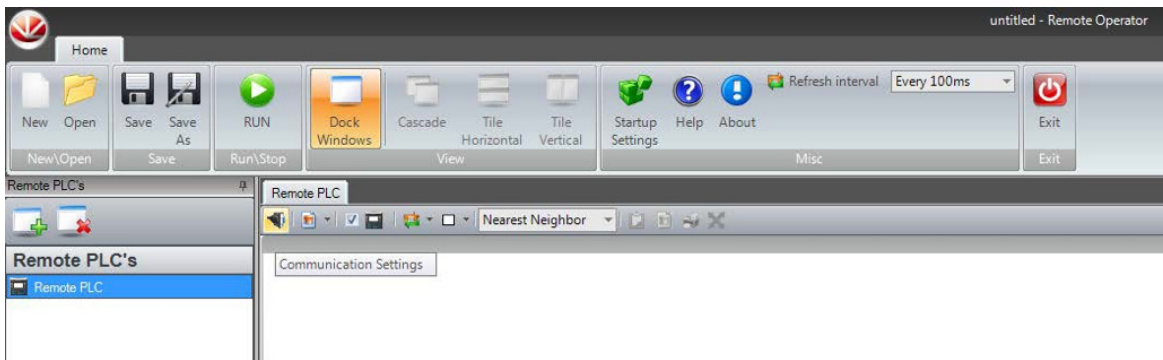 untitled - Remote Operator
Home
New Open Save Save As RUN Dock Windows Cascade Tile Horizontal Tile Vertical Startup Settings Help About Refresh interval Every 100ms Exit
New\Open Save Run\Stop View Misc Exit
Remote PLC's
Remote PLC
Nearest Neighbor
Remote PLC's
Communication Settings
Remote PLC